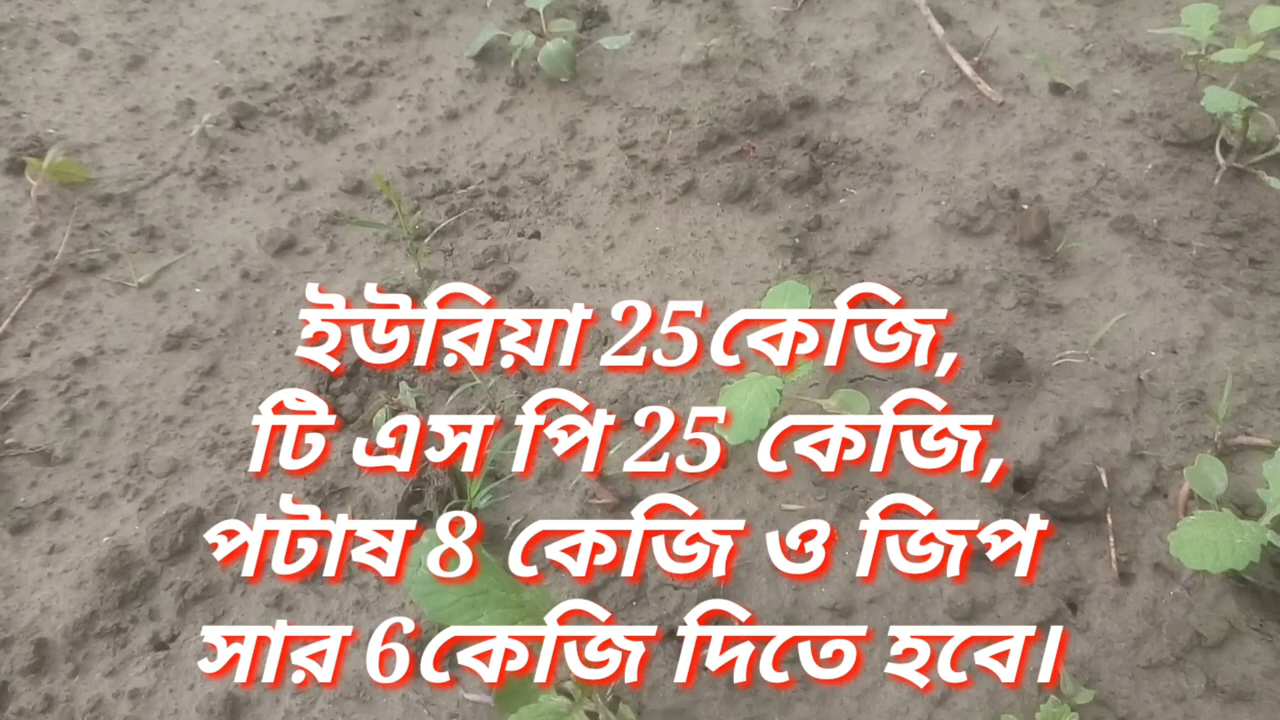 ইউরিয়া 25কেজি,
টি এস পি 25 কেজি,
পটাষ 8 কেজি ও জিপ
সার 6কেজি দিতে হবে।